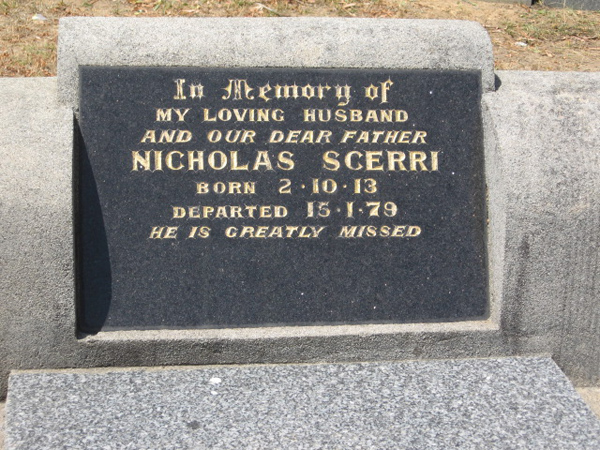 In Memory of
MY LOVING HUSBAND
AND OUR DEAR FATHER
NICHOLAS SCERRI
BORN 2·10·13
DEPARTED 15·1·79
HE IS GREATLY MISSED